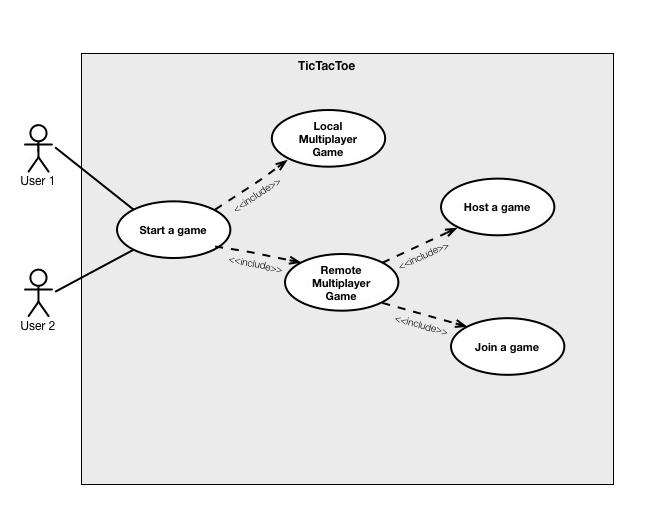 TicTacToe
Local
Multiplayer
Game
User 1
<<include>>
Host a game
Start a game
<<include>>
<<include>>
Remote
Multiplayer
Game
User 2
<<include>>
Join a game